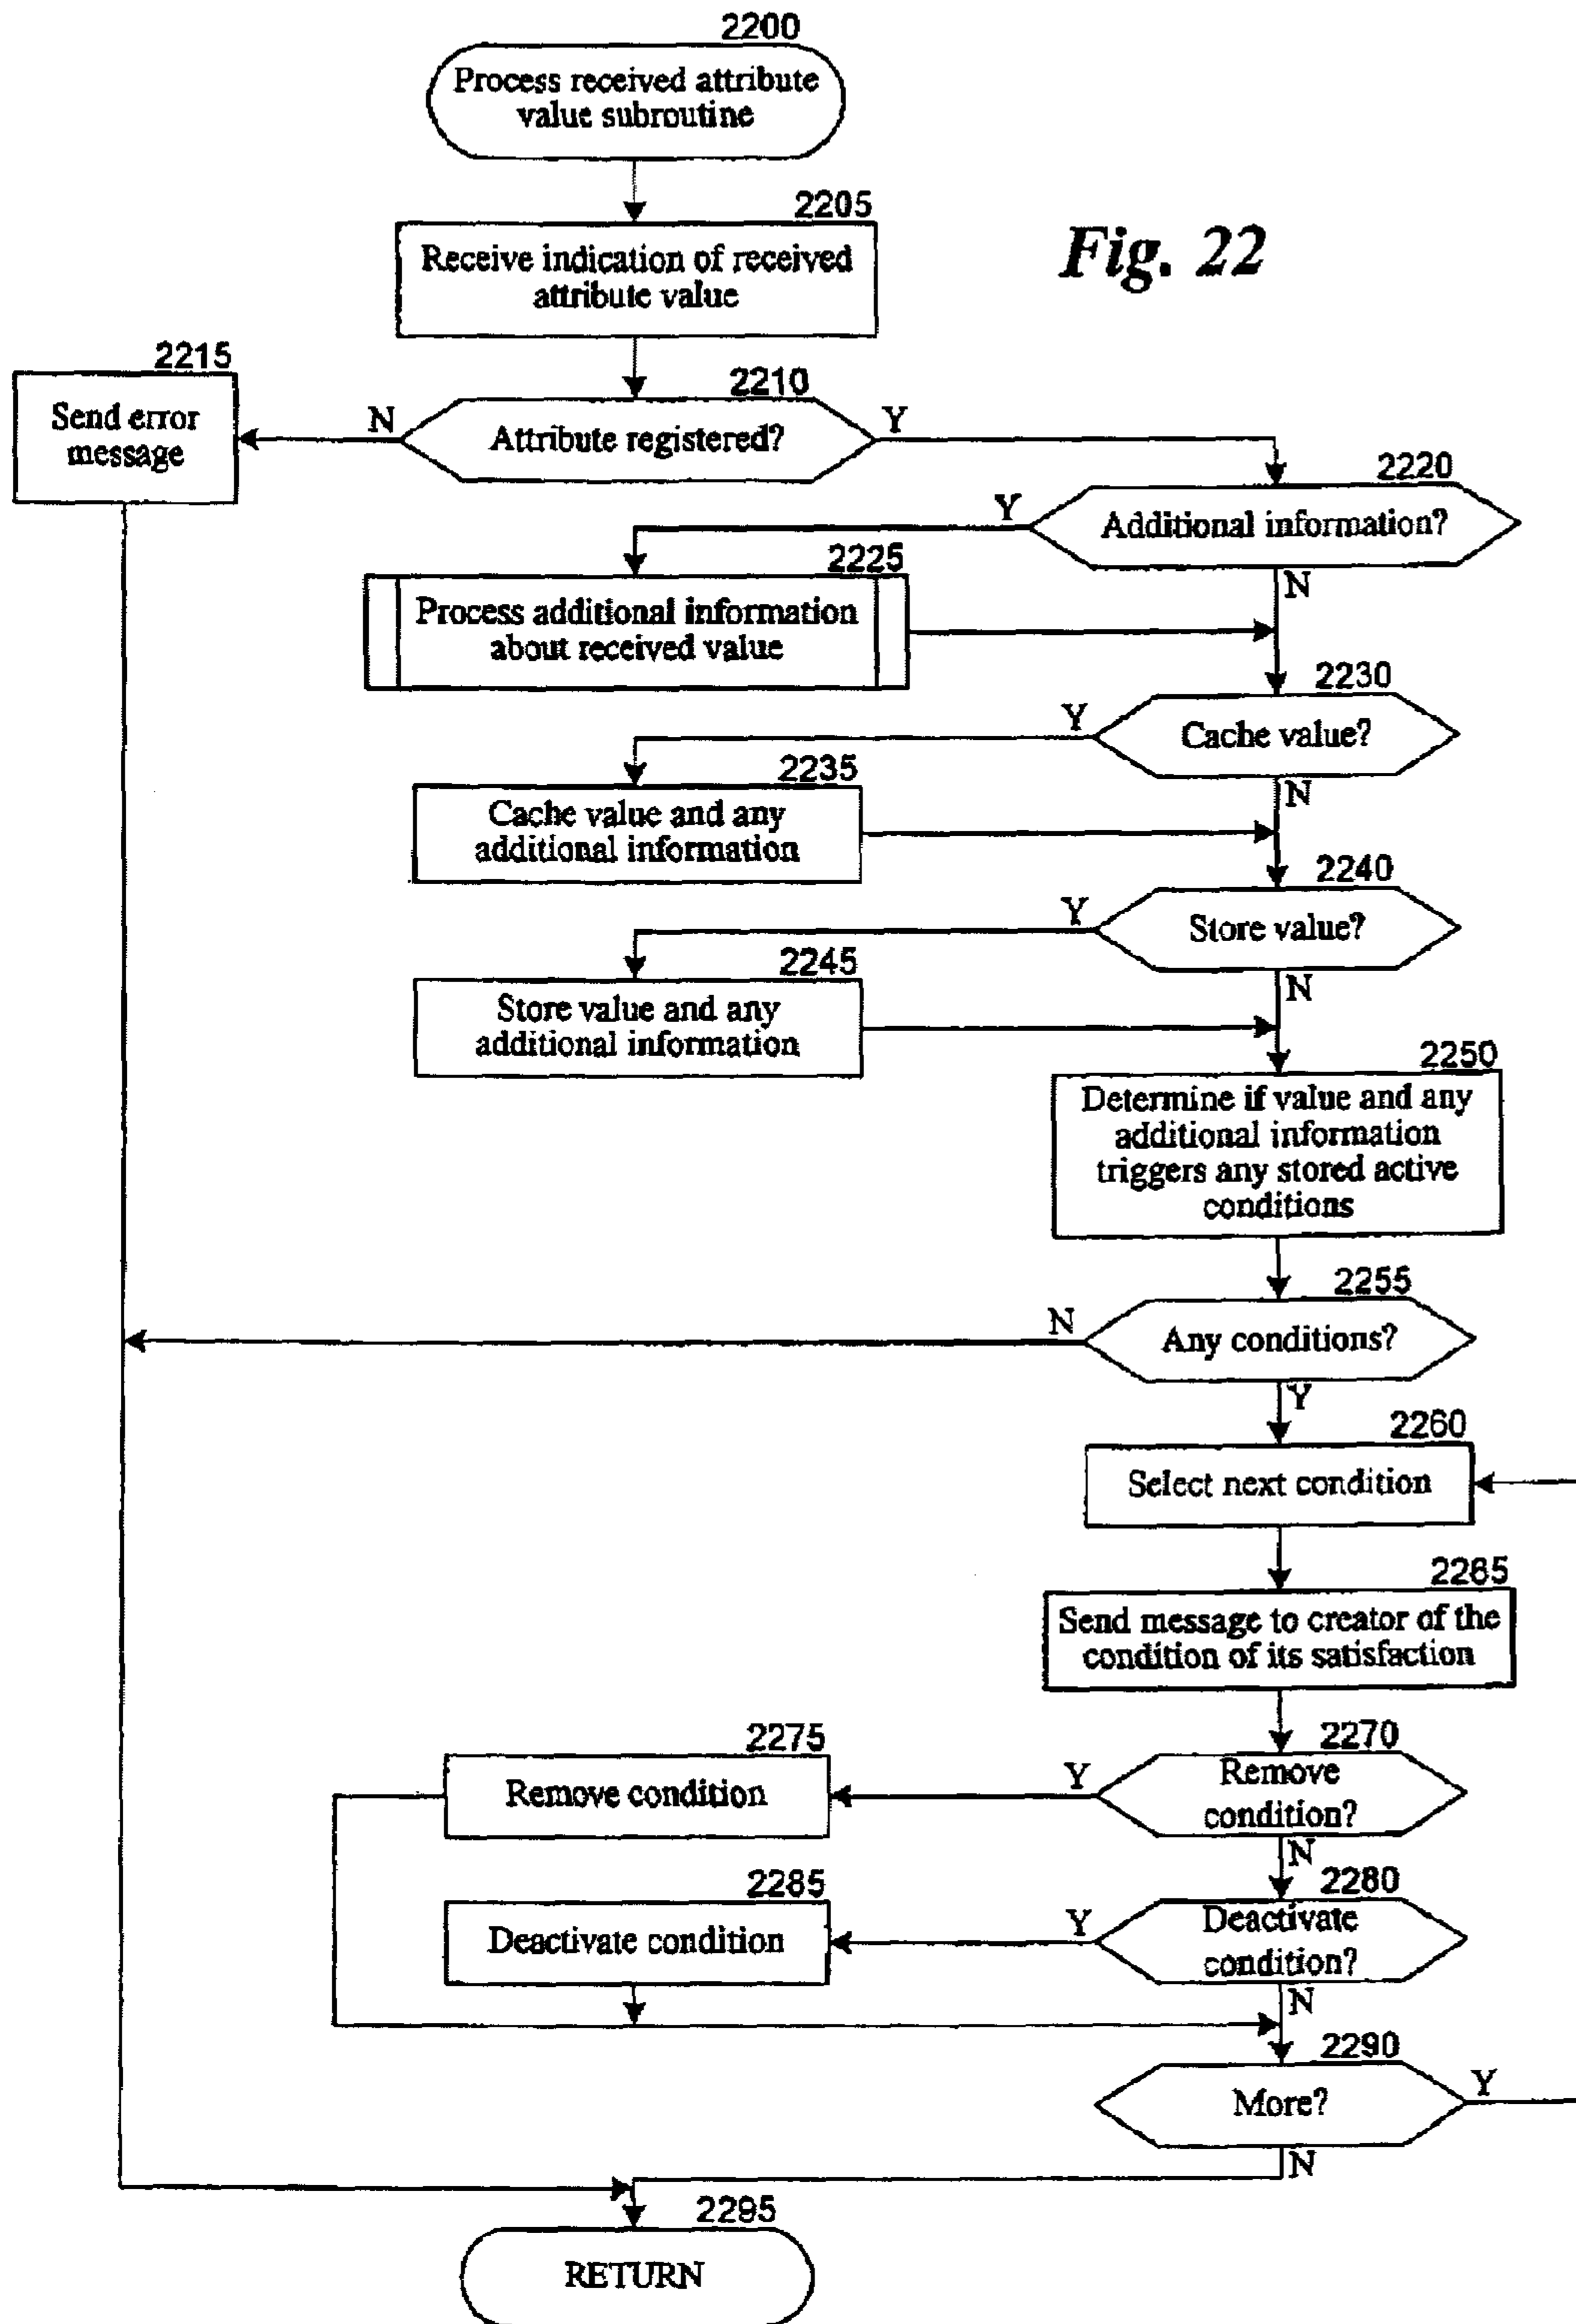 2200
Process received attribute
value subroutine
2205
Receive indication of received
attribute value
Fig. 22
2215
Send error
message
N
2210
Attribute registered?
Y
2220
Y
Additional information?
N
2225
Process additional information
about received value
2230
Y
Cache value?
N
2235
Cache value and any
additional information
2240
Y
Store value?
N
2245
Store value and any
additional information
2250
Determine if value and any
additional information
triggers any stored active
conditions
2255
N
Any conditions?
Y
2260
Select next condition
2265
Send message to creator of the
condition of its satisfaction
2275
Remove condition
2270
Y
Remove
condition?
N
2285
Deactivate condition
2280
Y
Deactivate
condition?
N
2290
More?
Y
N
2295
RETURN